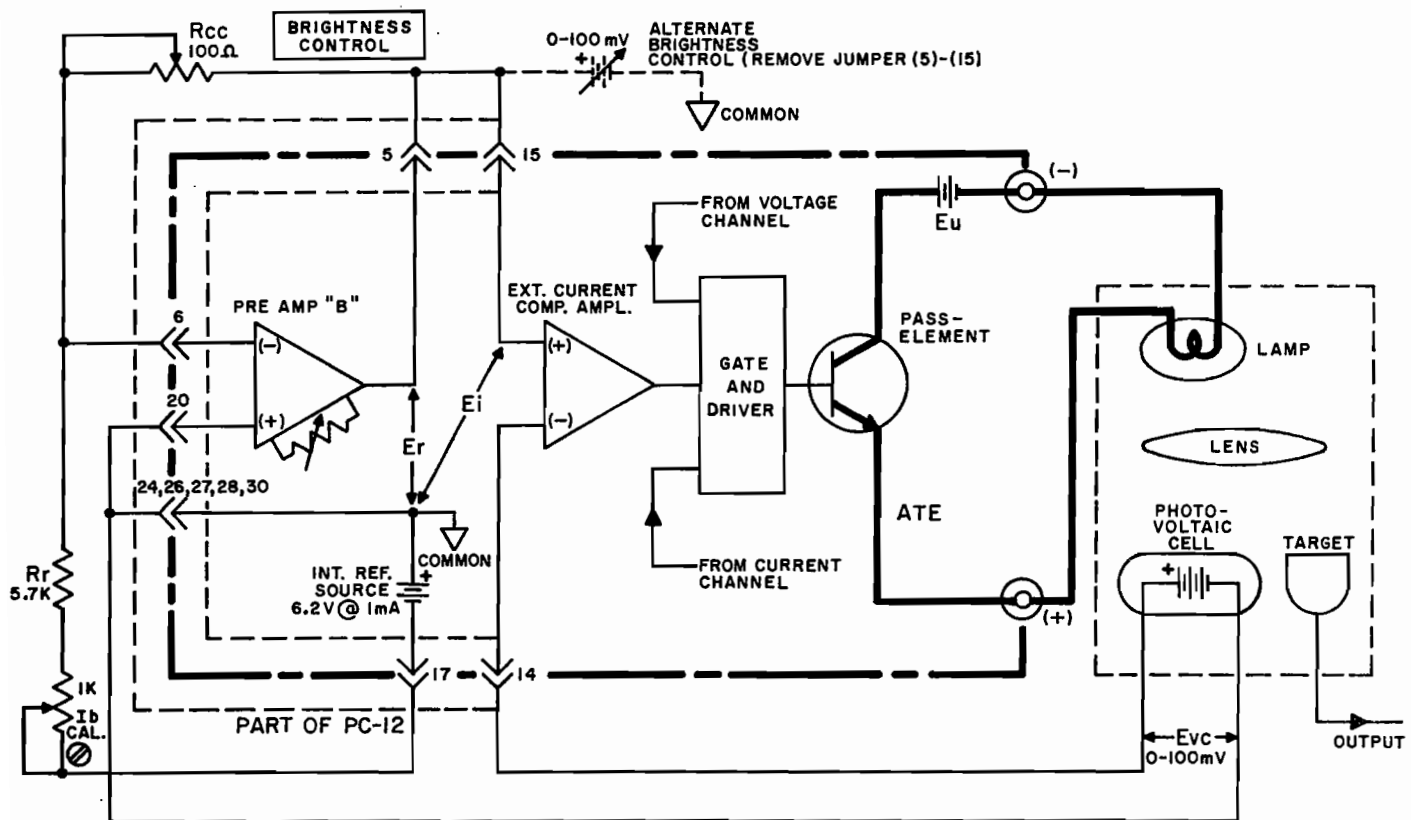 Rcc
100Ω
BRIGHTNESS
CONTROL
0-100 mV
+
ALTERNATE
BRIGHTNESS
CONTROL (REMOVE JUMPER (5)-(15)
COMMON
5
15
(-)
FROM VOLTAGE
CHANNEL
Eu
PRE AMP "B"
EXT. CURRENT
COMP. AMPL.
PASS-
ELEMENT
LAMP
6
(-)
(+)
20
(+)
(-)
GATE
AND
DRIVER
Er
Ei
LENS
24,26,27,28,30
COMMON
ATE
PHOTO-
VOLTAIC
CELL
+
TARGET
Rr
5.7K
INT. REF.
SOURCE
6.2V @ 1mA
+
FROM CURRENT
CHANNEL
(+)
17
14
1K
Ib
CAL.
PART OF PC-12
Evc
0-100mV
OUTPUT